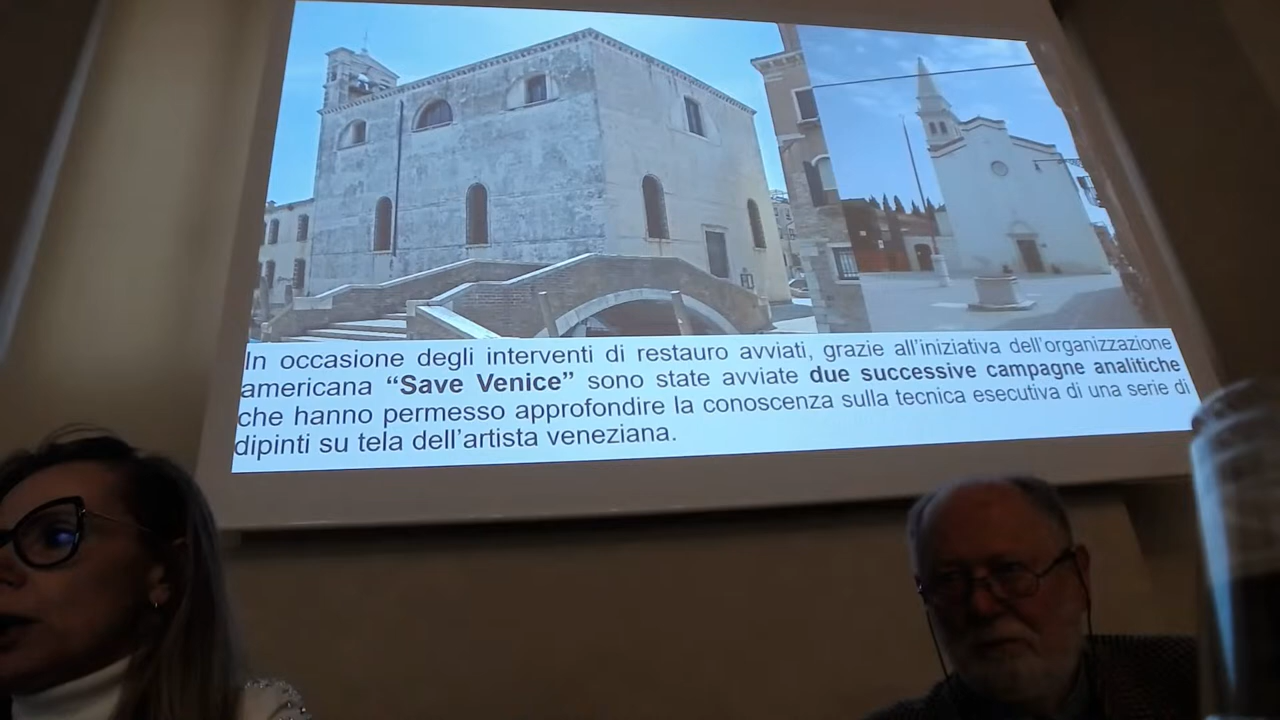 In occasione degli interventi di restauro avviati, grazie all'iniziativa dell'organizzazione
americana “Save Venice” sono state avviate due successive campagne analitiche
che hanno permesso approfondire la conoscenza sulla tecnica esecutiva di una serie di
dipinti su tela dell'artista veneziana.